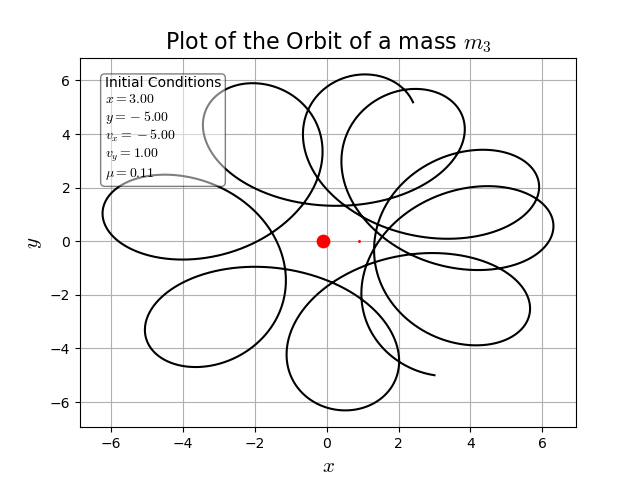 Plot of the Orbit of a mass m₃
Initial Conditions
x = 3.00
y = − 5.00
vₓ = − 5.00
v_y = 1.00
μ = 0.11
6
4
2
0
−2
−4
−6
y
−6 −4 −2 0 2 4 6
x